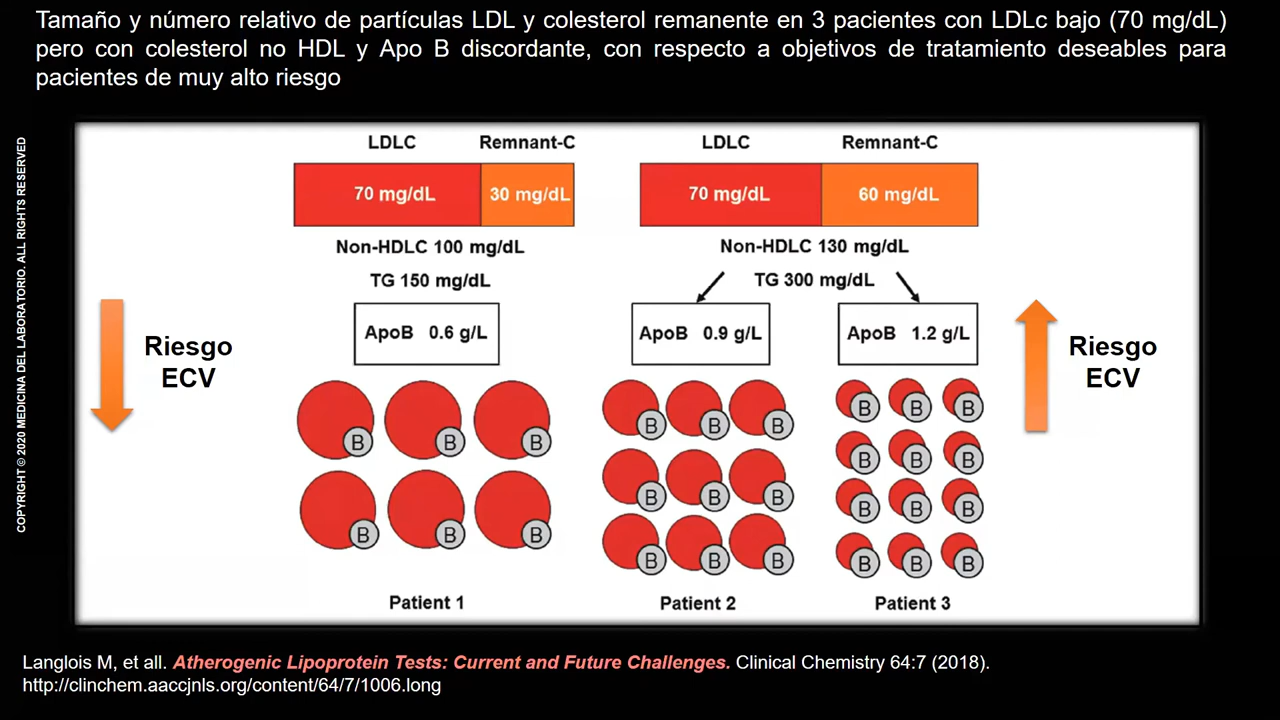 Tamaño y número relativo de partículas LDL y colesterol remanente en 3 pacientes con LDLc bajo (70 mg/dL)
pero con colesterol no HDL y Apo B discordante, con respecto a objetivos de tratamiento deseables para
pacientes de muy alto riesgo
COPYRIGHT © 2020 MEDICINA DEL LABORATORIO. ALL RIGHTS RESERVED
LDLC Remnant-C
70 mg/dL 30 mg/dL
Non-HDLC 100 mg/dL
TG 150 mg/dL
ApoB 0.6 g/L
LDLC Remnant-C
70 mg/dL 60 mg/dL
Non-HDLC 130 mg/dL
TG 300 mg/dL
ApoB 0.9 g/L
ApoB 1.2 g/L
Riesgo
ECV
Riesgo
ECV
B B B
B B B
Patient 1
B B B
B B B
B B B
Patient 2
B B B
B B B
B B B
B B B
Patient 3
Langlois M, et all. Atherogenic Lipoprotein Tests: Current and Future Challenges. Clinical Chemistry 64:7 (2018).
http://clinchem.aaccjnls.org/content/64/7/1006.long